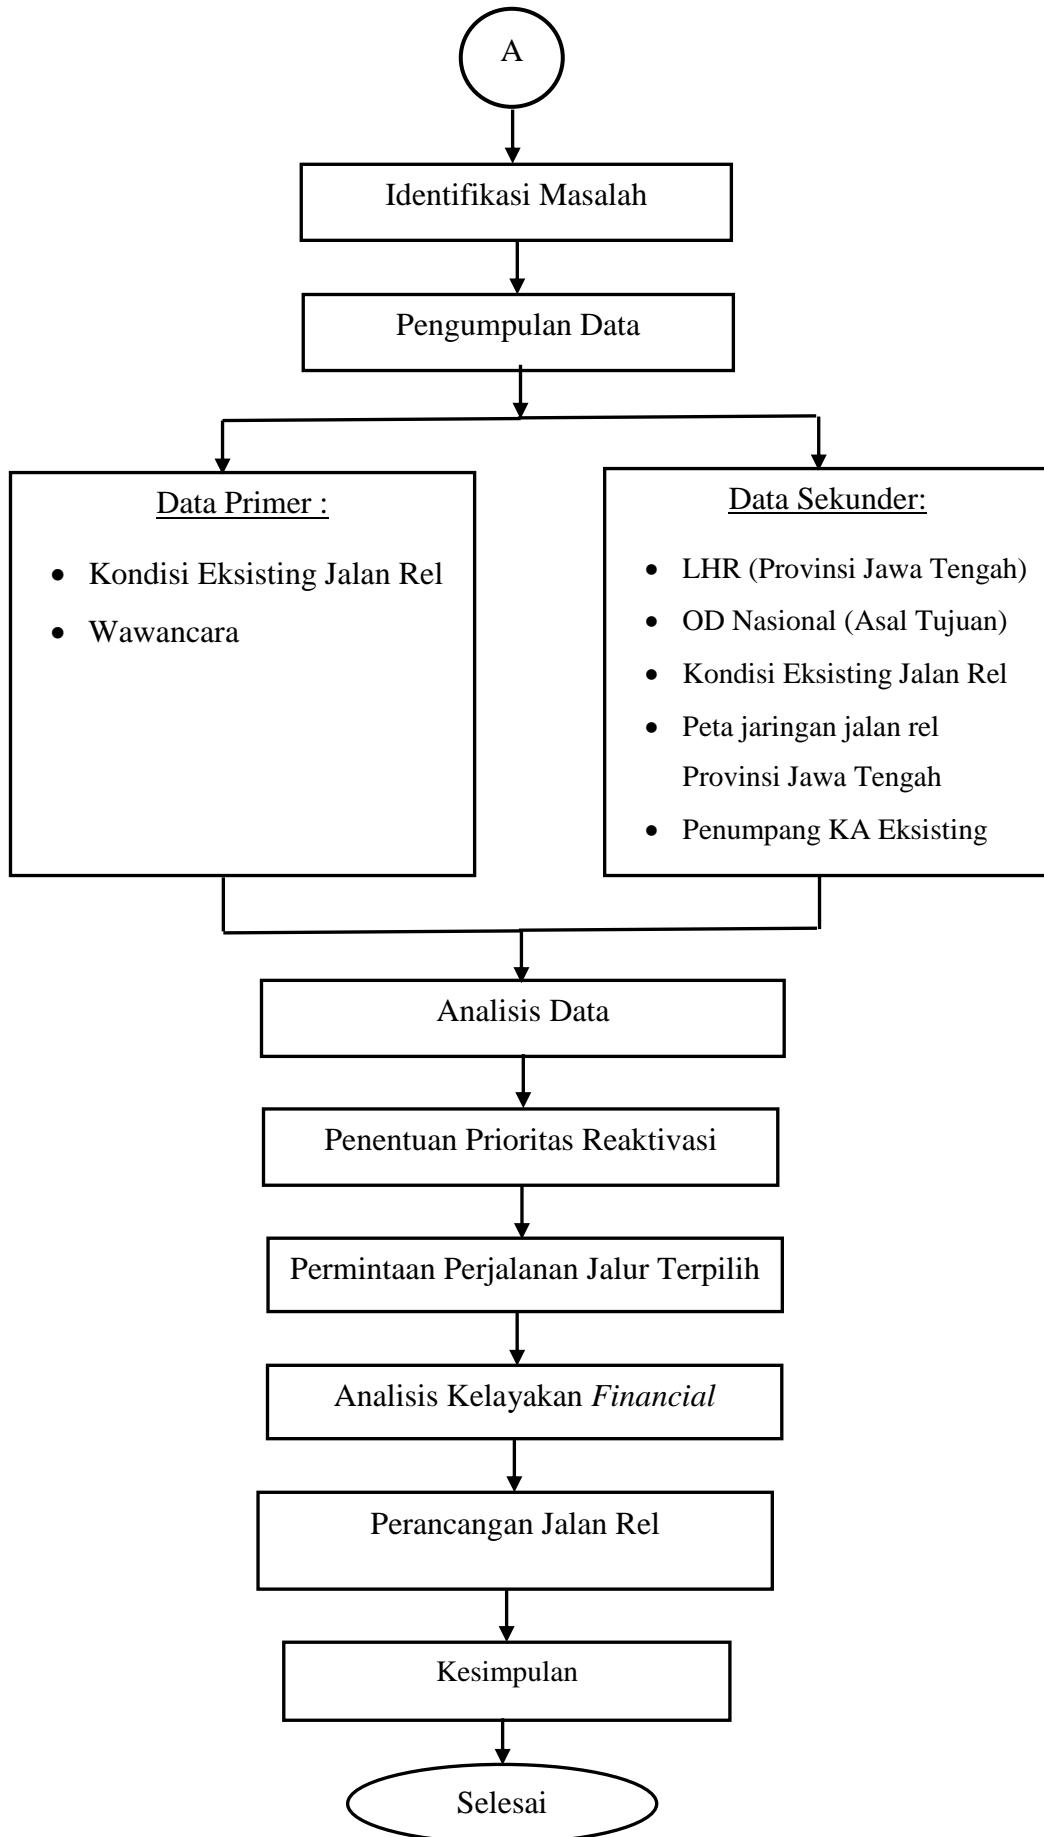 A
Identifikasi Masalah
Pengumpulan Data
Data Primer :
• Kondisi Eksisting Jalan Rel
• Wawancara
Data Sekunder:
• LHR (Provinsi Jawa Tengah)
• OD Nasional (Asal Tujuan)
• Kondisi Eksisting Jalan Rel
• Peta jaringan jalan rel
Provinsi Jawa Tengah
• Penumpang KA Eksisting
Analisis Data
Penentuan Prioritas Reaktivasi
Permintaan Perjalanan Jalur Terpilih
Analisis Kelayakan Financial
Perancangan Jalan Rel
Kesimpulan
Selesai